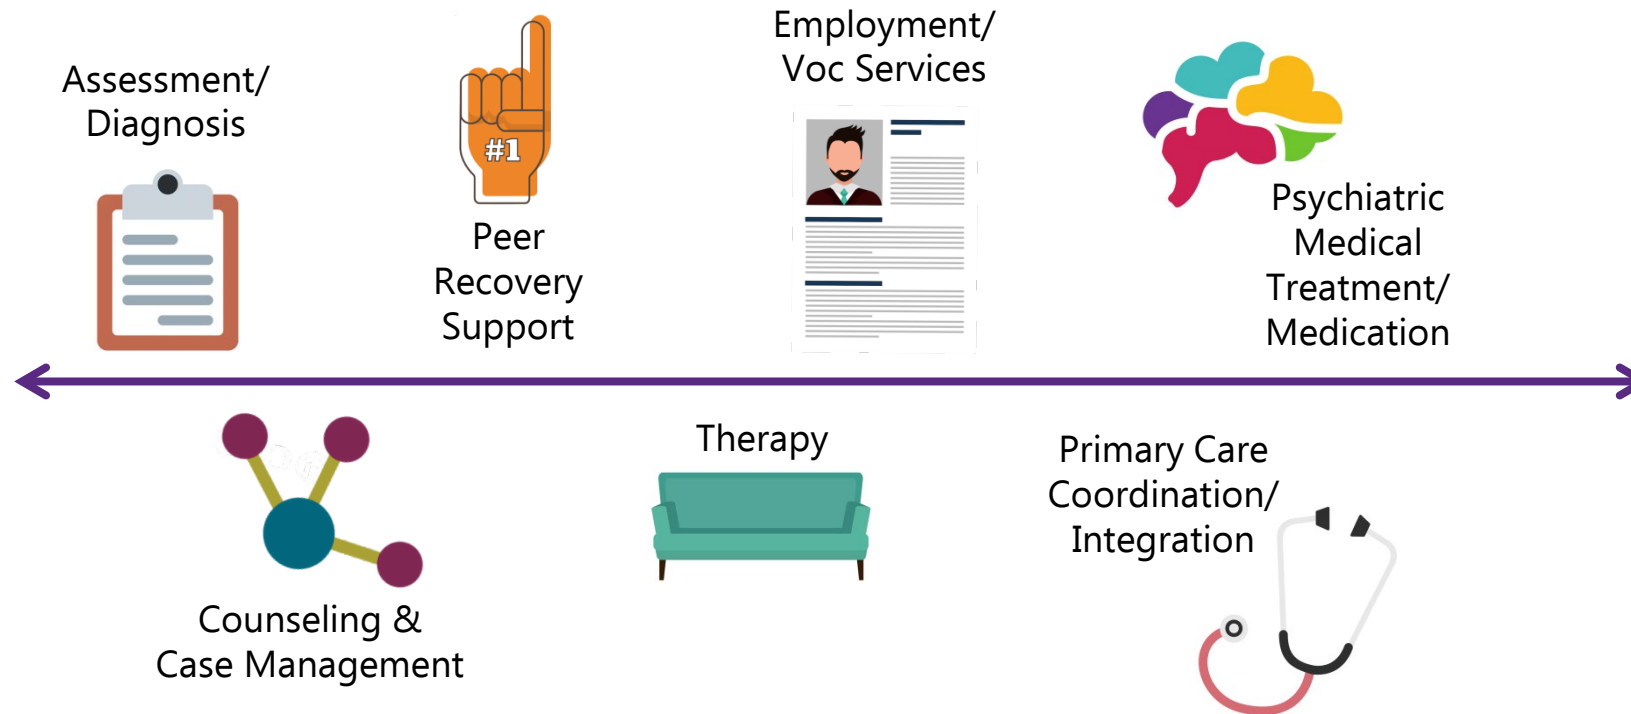 Assessment/
Diagnosis
#1
Peer
Recovery
Support
Employment/
Voc Services
Psychiatric
Medical
Treatment/
Medication
Counseling &
Case Management
Therapy
Primary Care
Coordination/
Integration